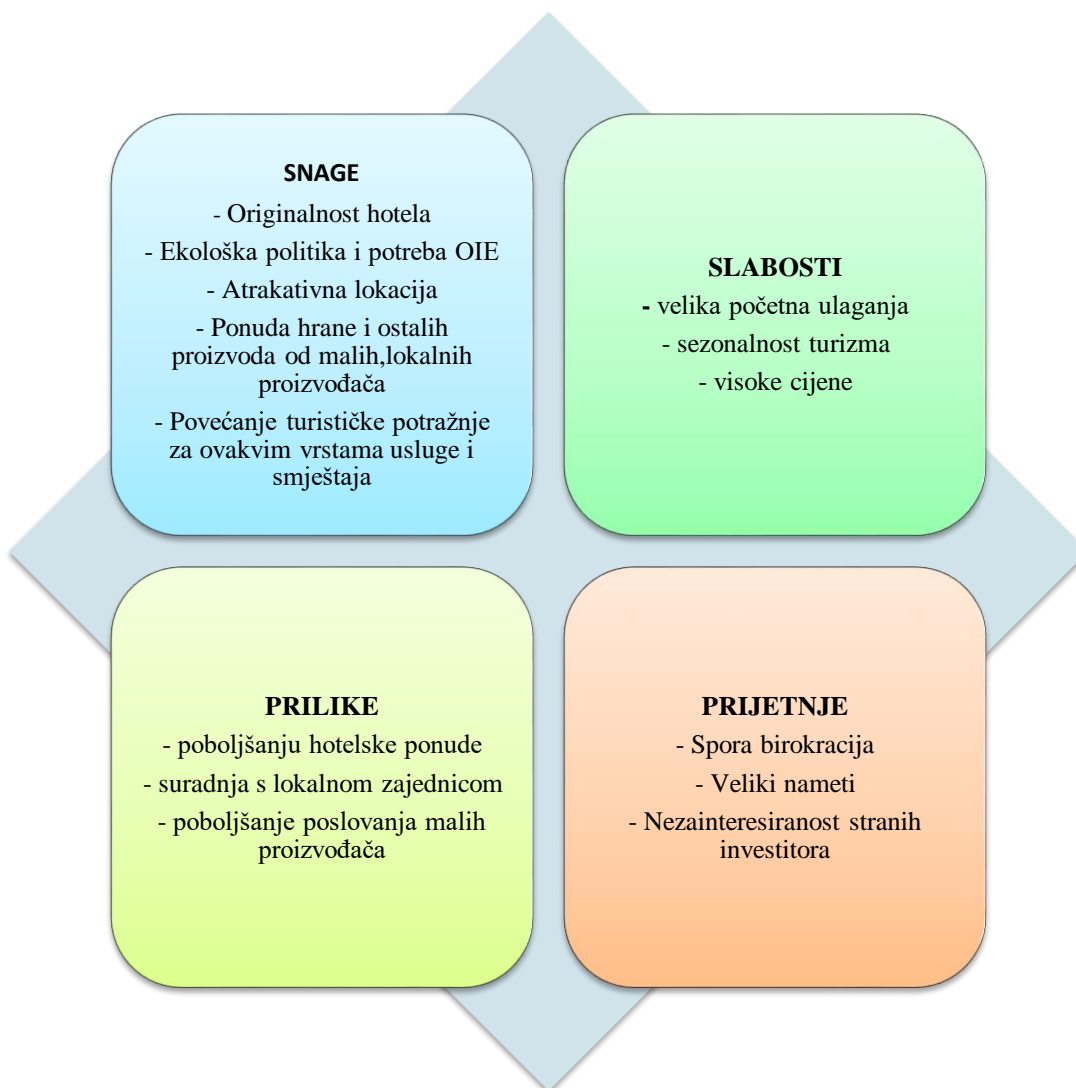 SNAGE
- Originalnost hotela
- Ekološka politika i potreba OIE
- Atrakativna lokacija
- Ponuda hrane i ostalih
proizvoda od malih,lokalnih
proizvođača
- Povećanje turističke potražnje
za ovakvim vrstama usluge i
smještaja
SLABOSTI
- velika početna ulaganja
- sezonalnost turizma
- visoke cijene
PRILIKE
- poboljšanju hotelske ponude
- suradnja s lokalnom zajednicom
- poboljšanje poslovanja malih
proizvođača
PRIJETNJE
- Spora birokracija
- Veliki nameti
- Nezainteresiranost stranih
investitora